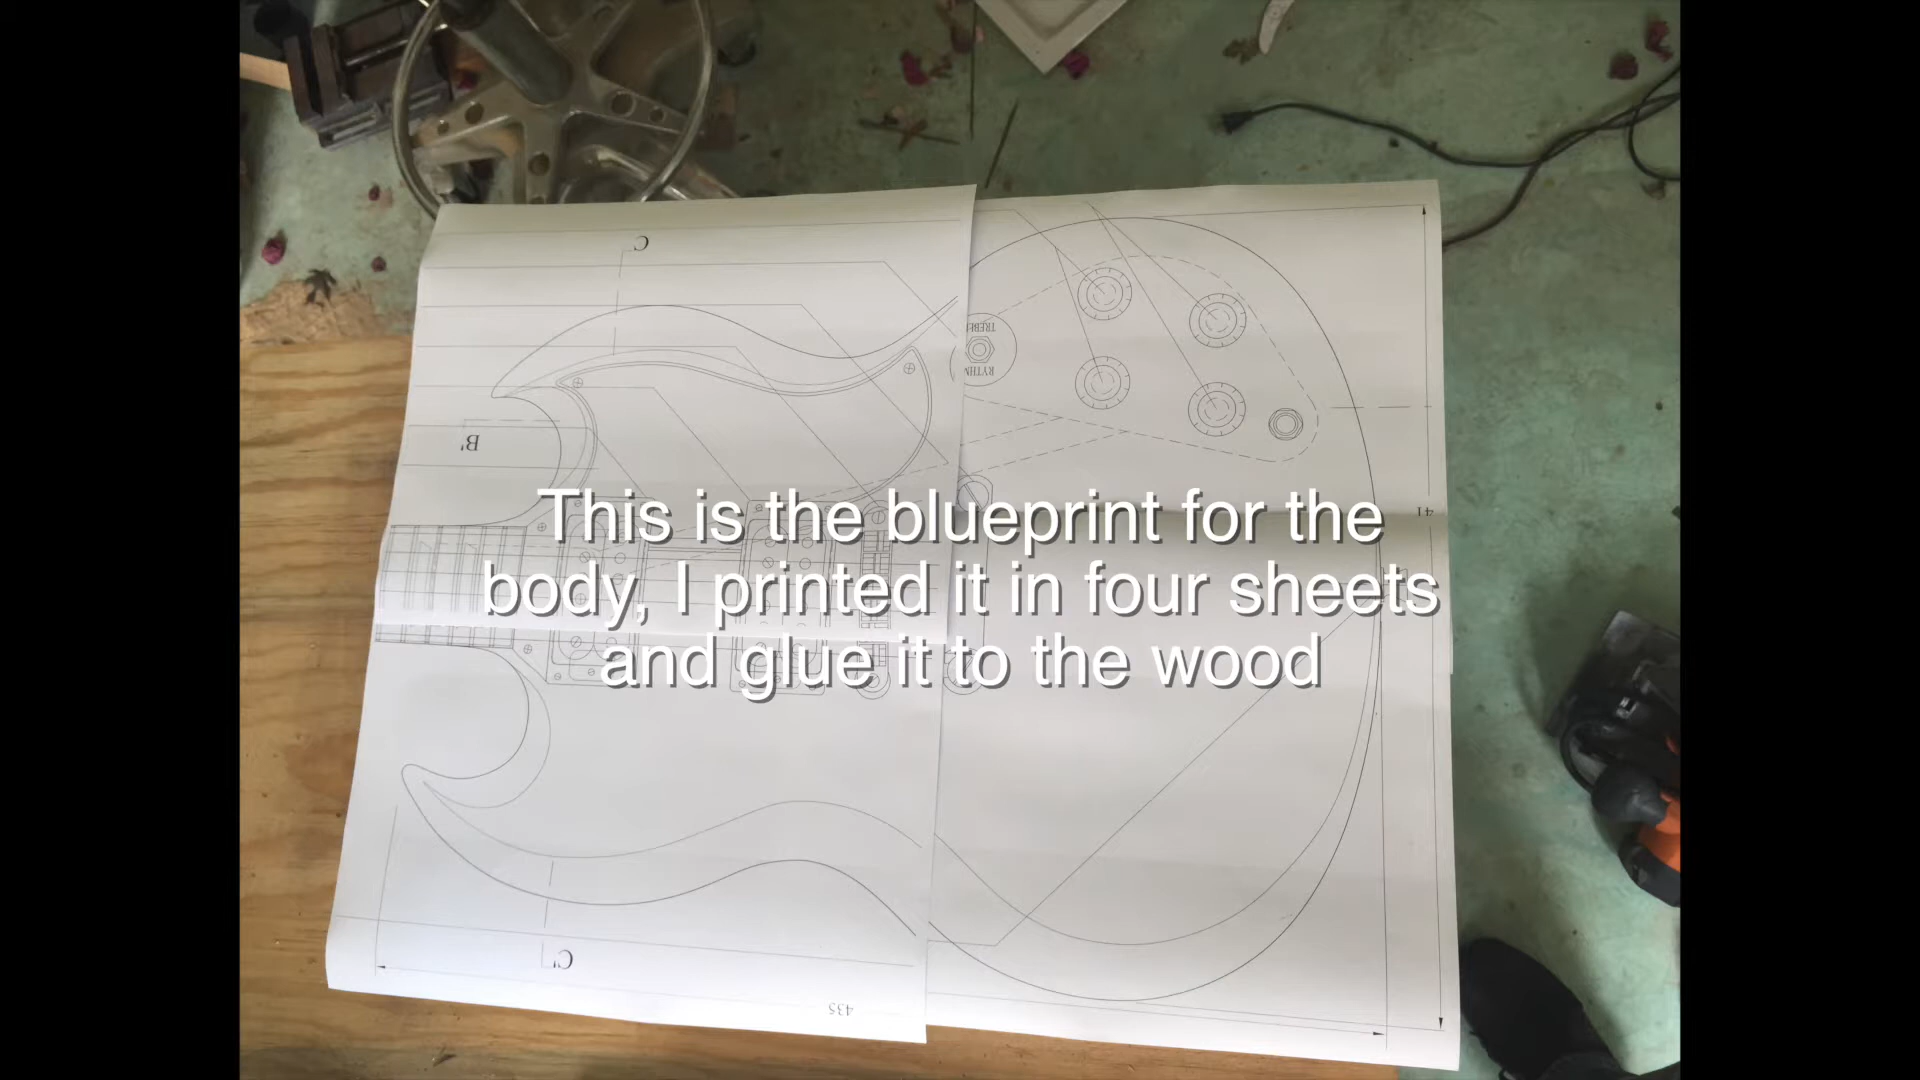 C'
TREBL
RYTHM
B'
41
This is the blueprint for the
body, I printed it in four sheets
and glue it to the wood
C'
435